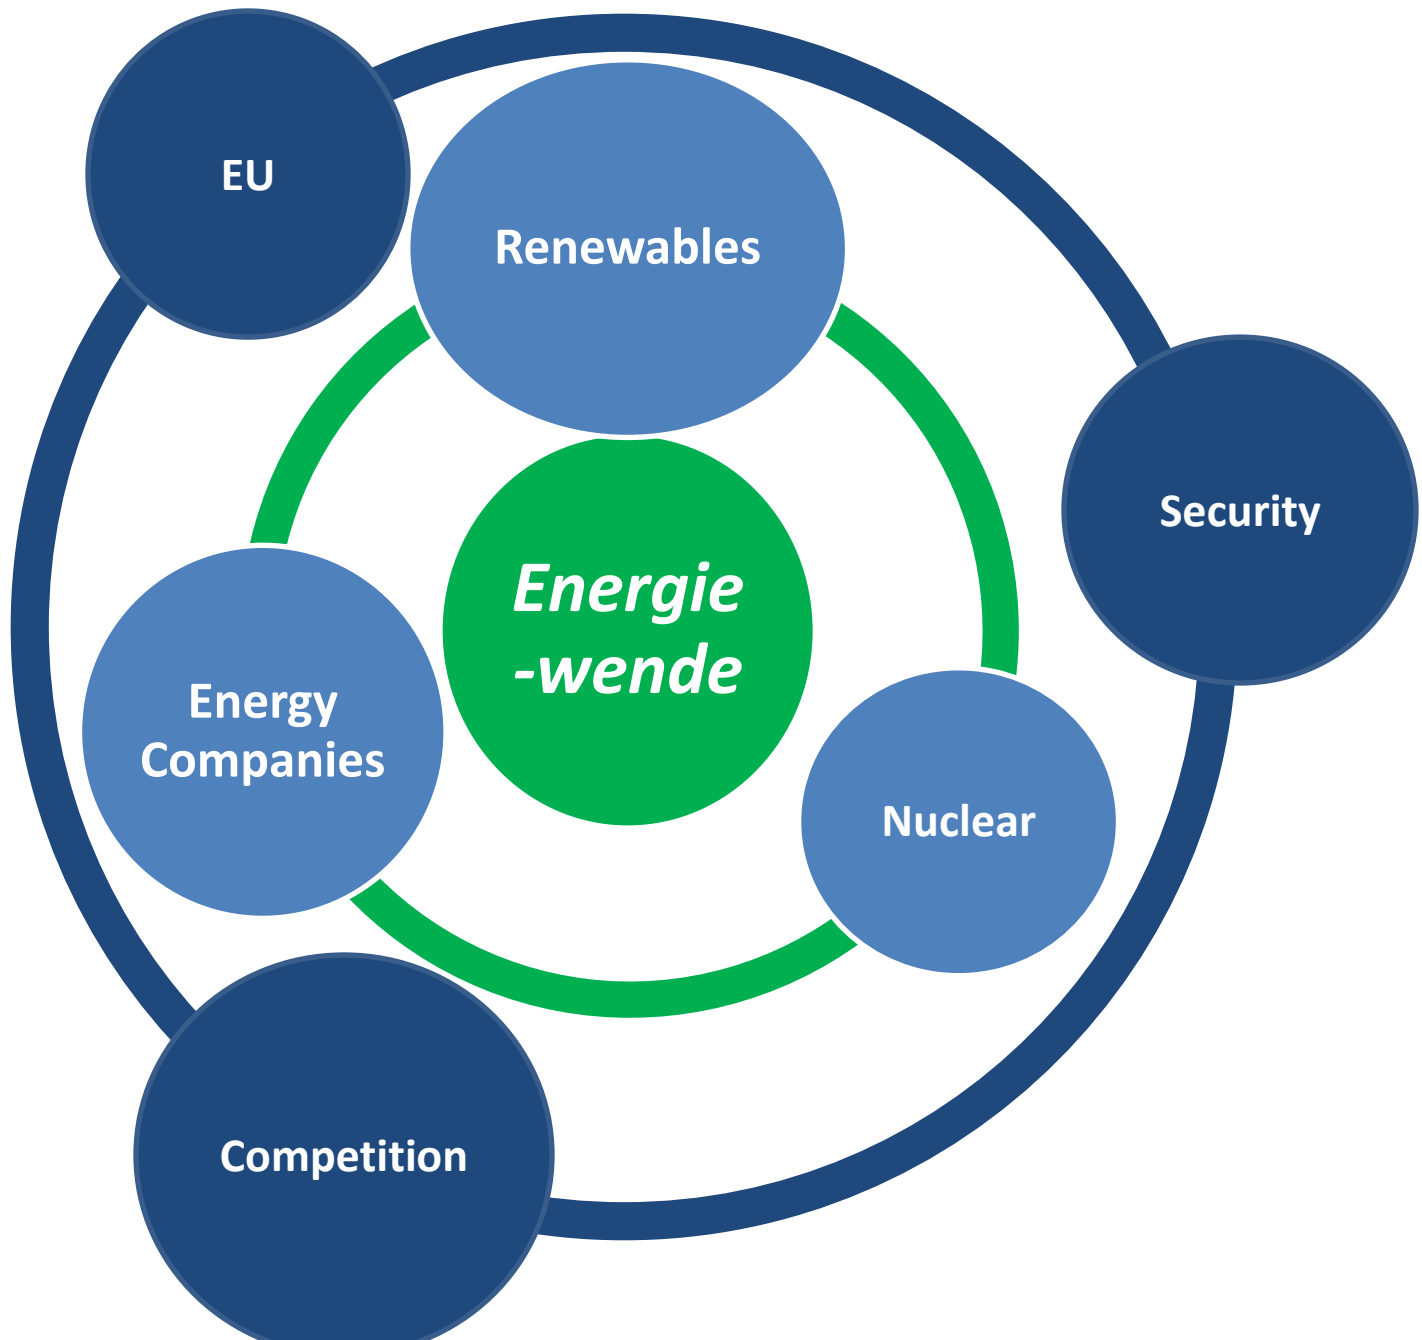 EU
Renewables
Security
Energie
-wende
Energy
Companies
Nuclear
Competition